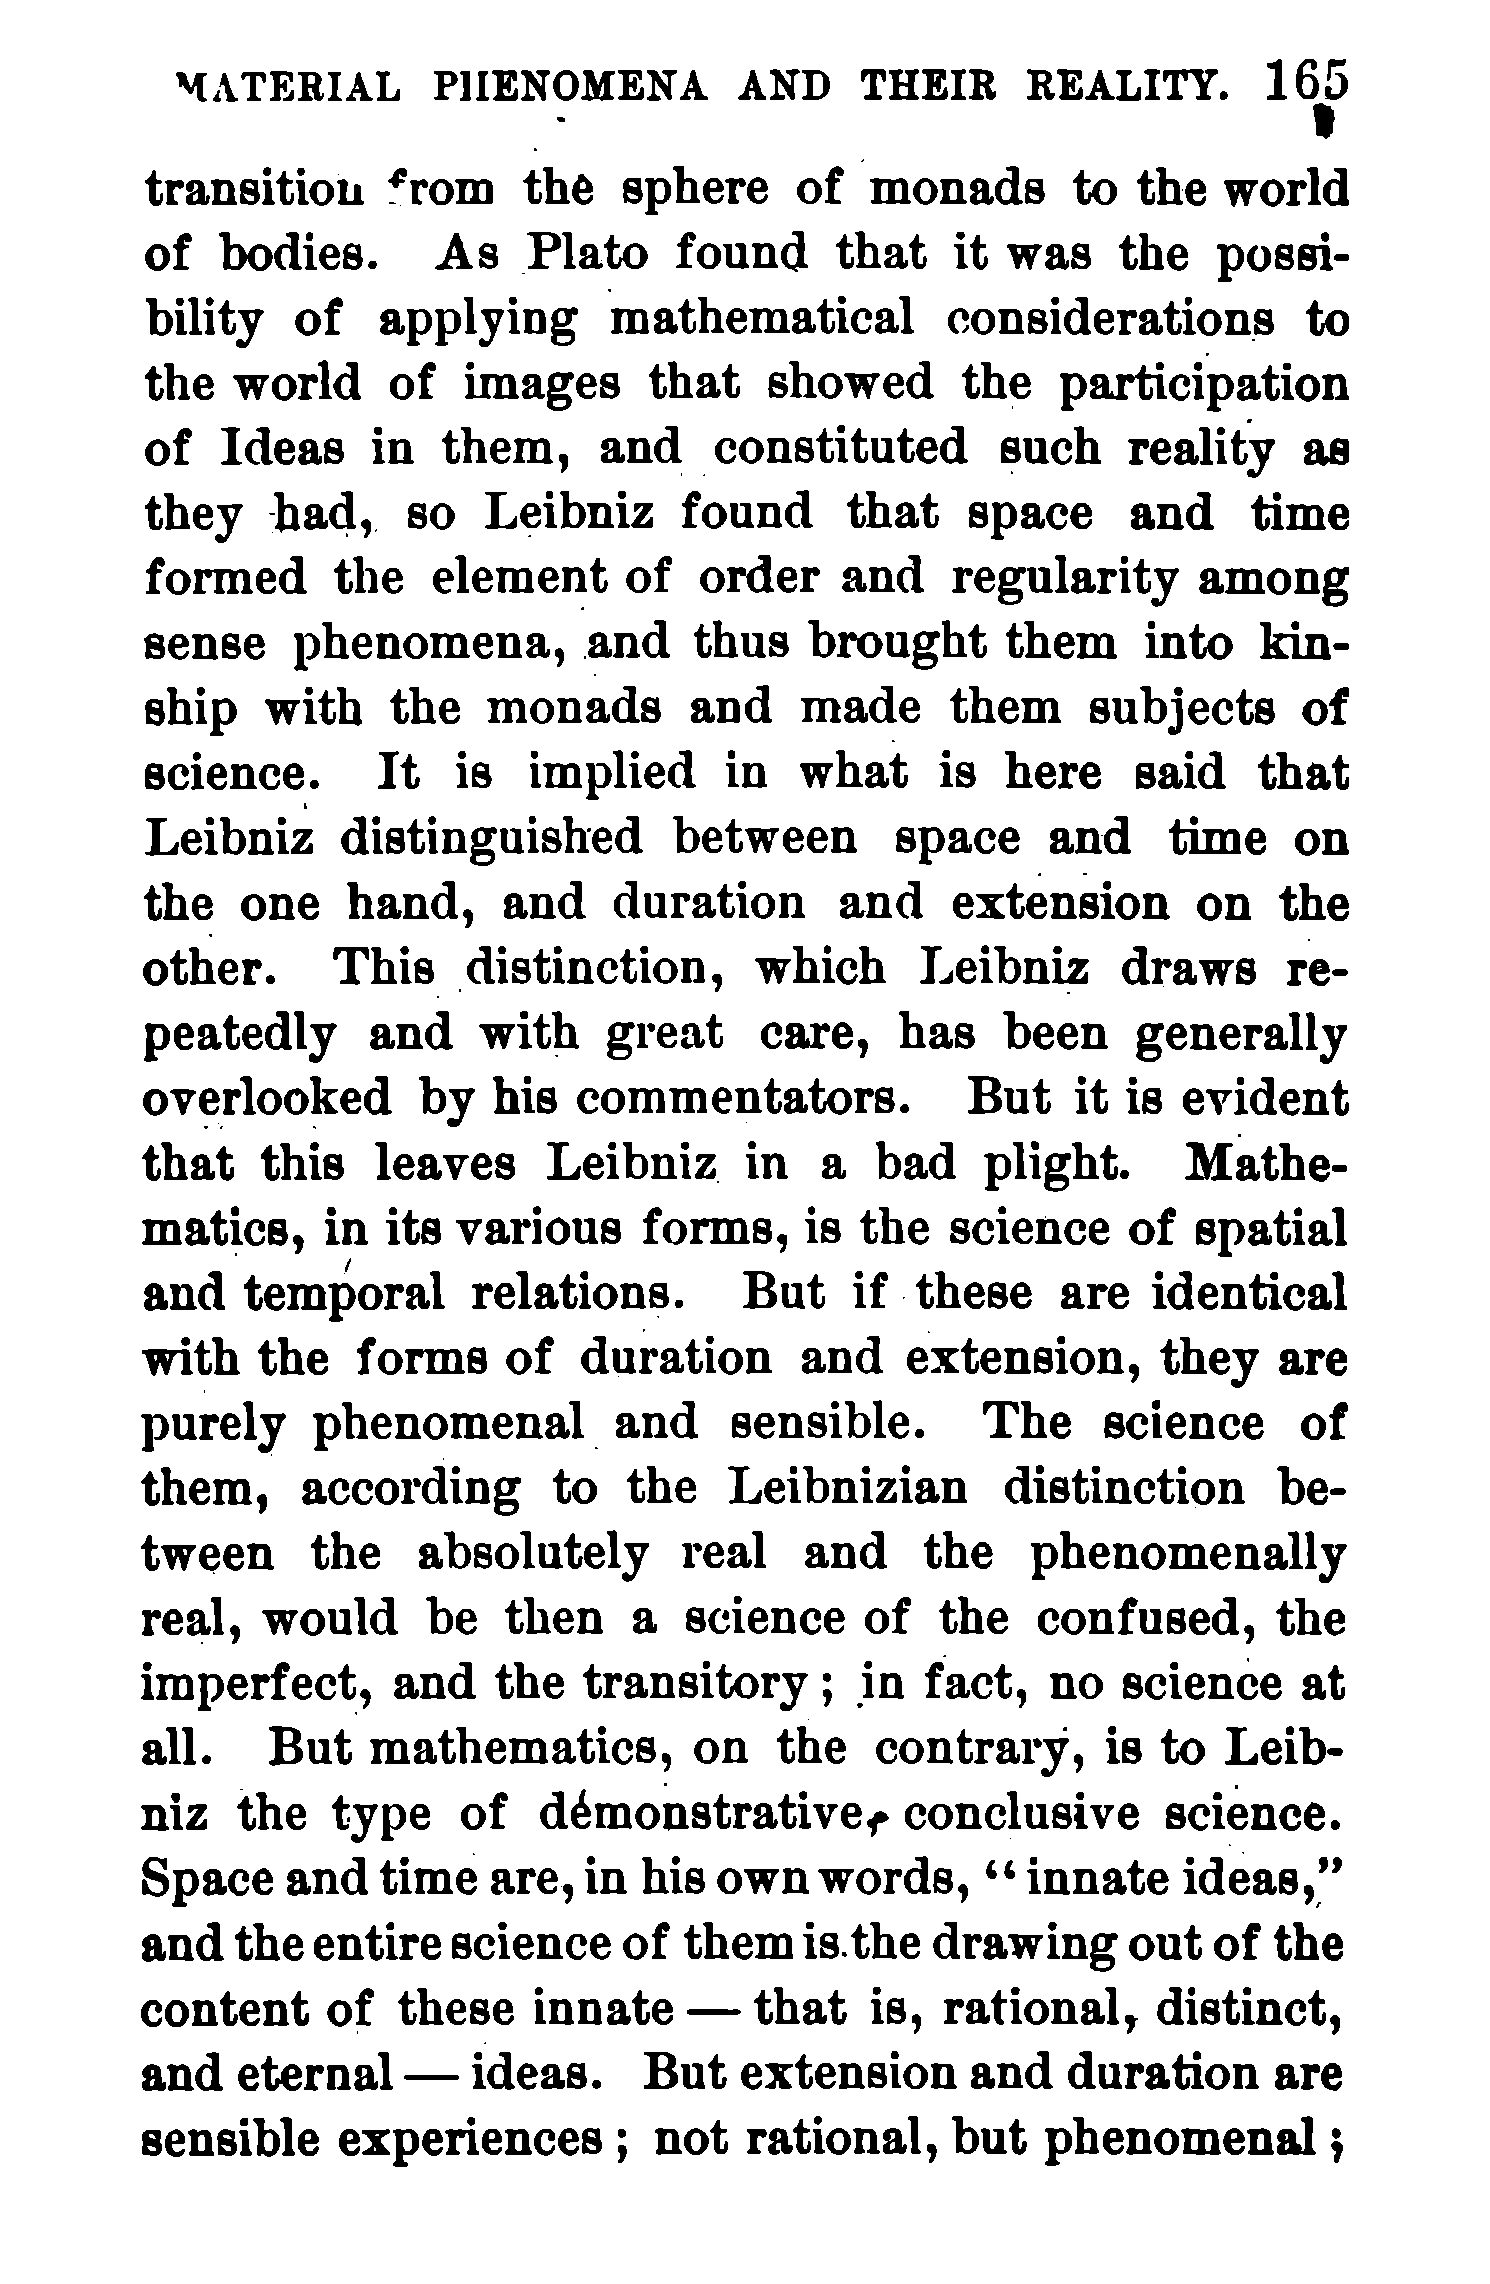 MATERIAL PHENOMENA AND THEIR REALITY. 165
transition from the sphere of monads to the world
of bodies. As Plato found that it was the possi-
bility of applying mathematical considerations to
the world of images that showed the participation
of Ideas in them, and constituted such reality as
they had, so Leibniz found that space and time
formed the element of order and regularity among
sense phenomena, and thus brought them into kin-
ship with the monads and made them subjects of
science. It is implied in what is here said that
Leibniz distinguished between space and time on
the one hand, and duration and extension on the
other. This distinction, which Leibniz draws re-
peatedly and with great care, has been generally
overlooked by his commentators. But it is evident
that this leaves Leibniz in a bad plight. Mathe-
matics, in its various forms, is the science of spatial
and temporal relations. But if these are identical
with the forms of duration and extension, they are
purely phenomenal and sensible. The science of
them, according to the Leibnizian distinction be-
tween the absolutely real and the phenomenally
real, would be then a science of the confused, the
imperfect, and the transitory ; in fact, no science at
all. But mathematics, on the contrary, is to Leib-
niz the type of demonstrative, conclusive science.
Space and time are, in his own words, “ innate ideas,”
and the entire science of them is the drawing out of the
content of these innate — that is, rational, distinct,
and eternal — ideas. But extension and duration are
sensible experiences ; not rational, but phenomenal ;